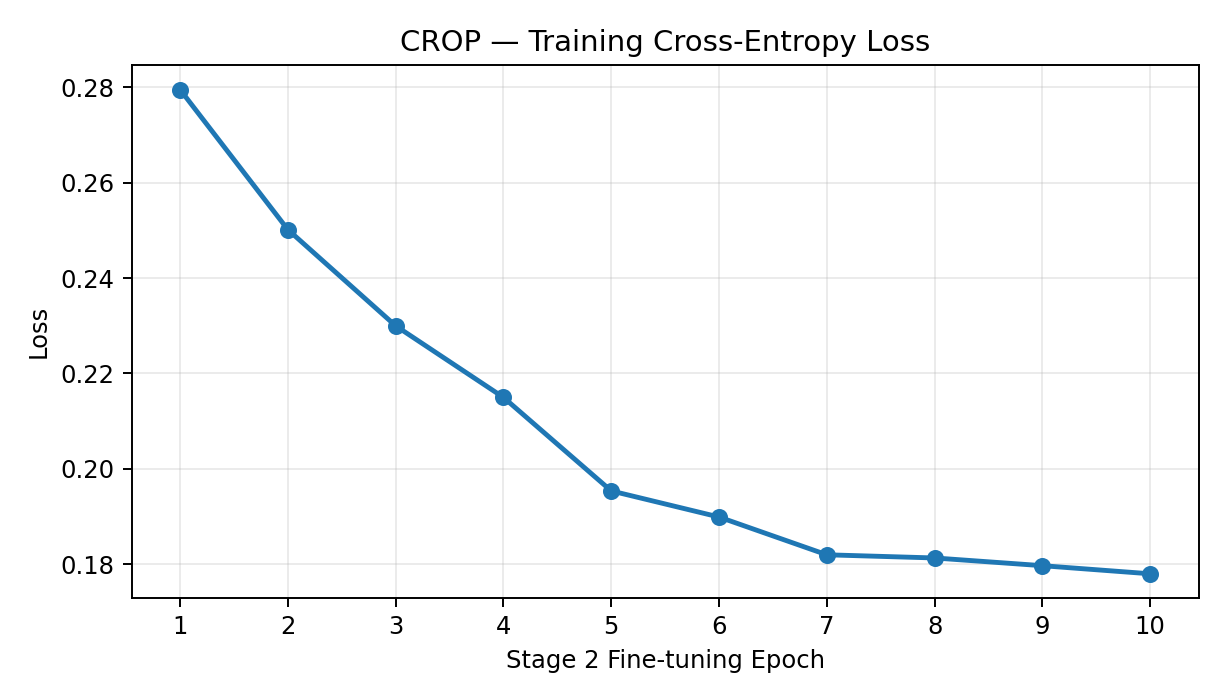 CROP — Training Cross-Entropy Loss
0.28
0.26
0.24
0.22
0.20
0.18
Loss
1 2 3 4 5 6 7 8 9 10
Stage 2 Fine-tuning Epoch